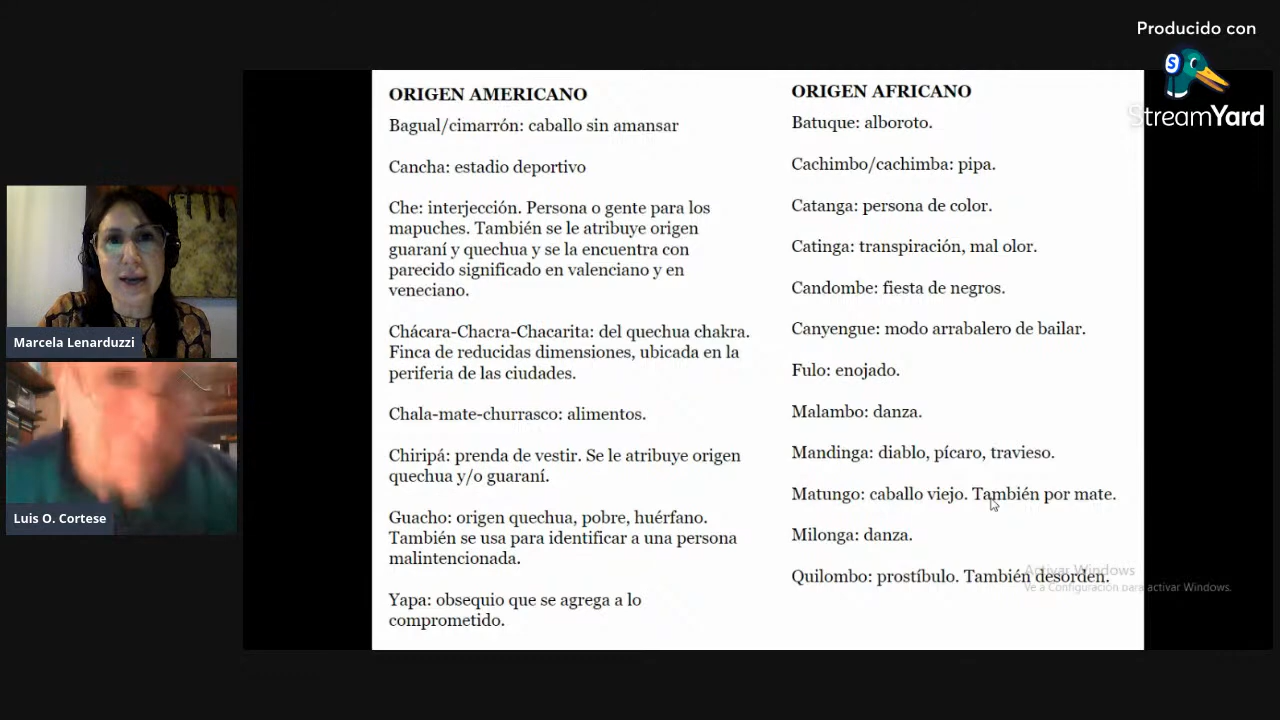 Producido con
StreamYard
ORIGEN AMERICANO
Bagual/cimarrón: caballo sin amansar
Cancha: estadio deportivo
Che: interjección. Persona o gente para los
mapuches. También se le atribuye origen
guaraní y quechua y se la encuentra con
parecido significado en valenciano y en
veneciano.
Chácara-Chacra-Chacarita: del quechua chakra.
Finca de reducidas dimensiones, ubicada en la
periferia de las ciudades.
Chala-mate-churrasco: alimentos.
Chiripá: prenda de vestir. Se le atribuye origen
quechua y/o guaraní.
Guacho: origen quechua, pobre, huérfano.
También se usa para identificar a una persona
malintencionada.
Yapa: obsequio que se agrega a lo
comprometido.
ORIGEN AFRICANO
Batuque: alboroto.
Cachimbo/cachimba: pipa.
Catanga: persona de color.
Catinga: transpiración, mal olor.
Candombe: fiesta de negros.
Canyengue: modo arrabalero de bailar.
Fulo: enojado.
Malambo: danza.
Mandinga: diablo, pícaro, travieso.
Matungo: caballo viejo. También por mate.
Milonga: danza.
Quilombo: prostíbulo. También desorden.
Activar Windows
Ve a Configuración para activar Windows.
Marcela Lenarduzzi
Luis O. Cortese